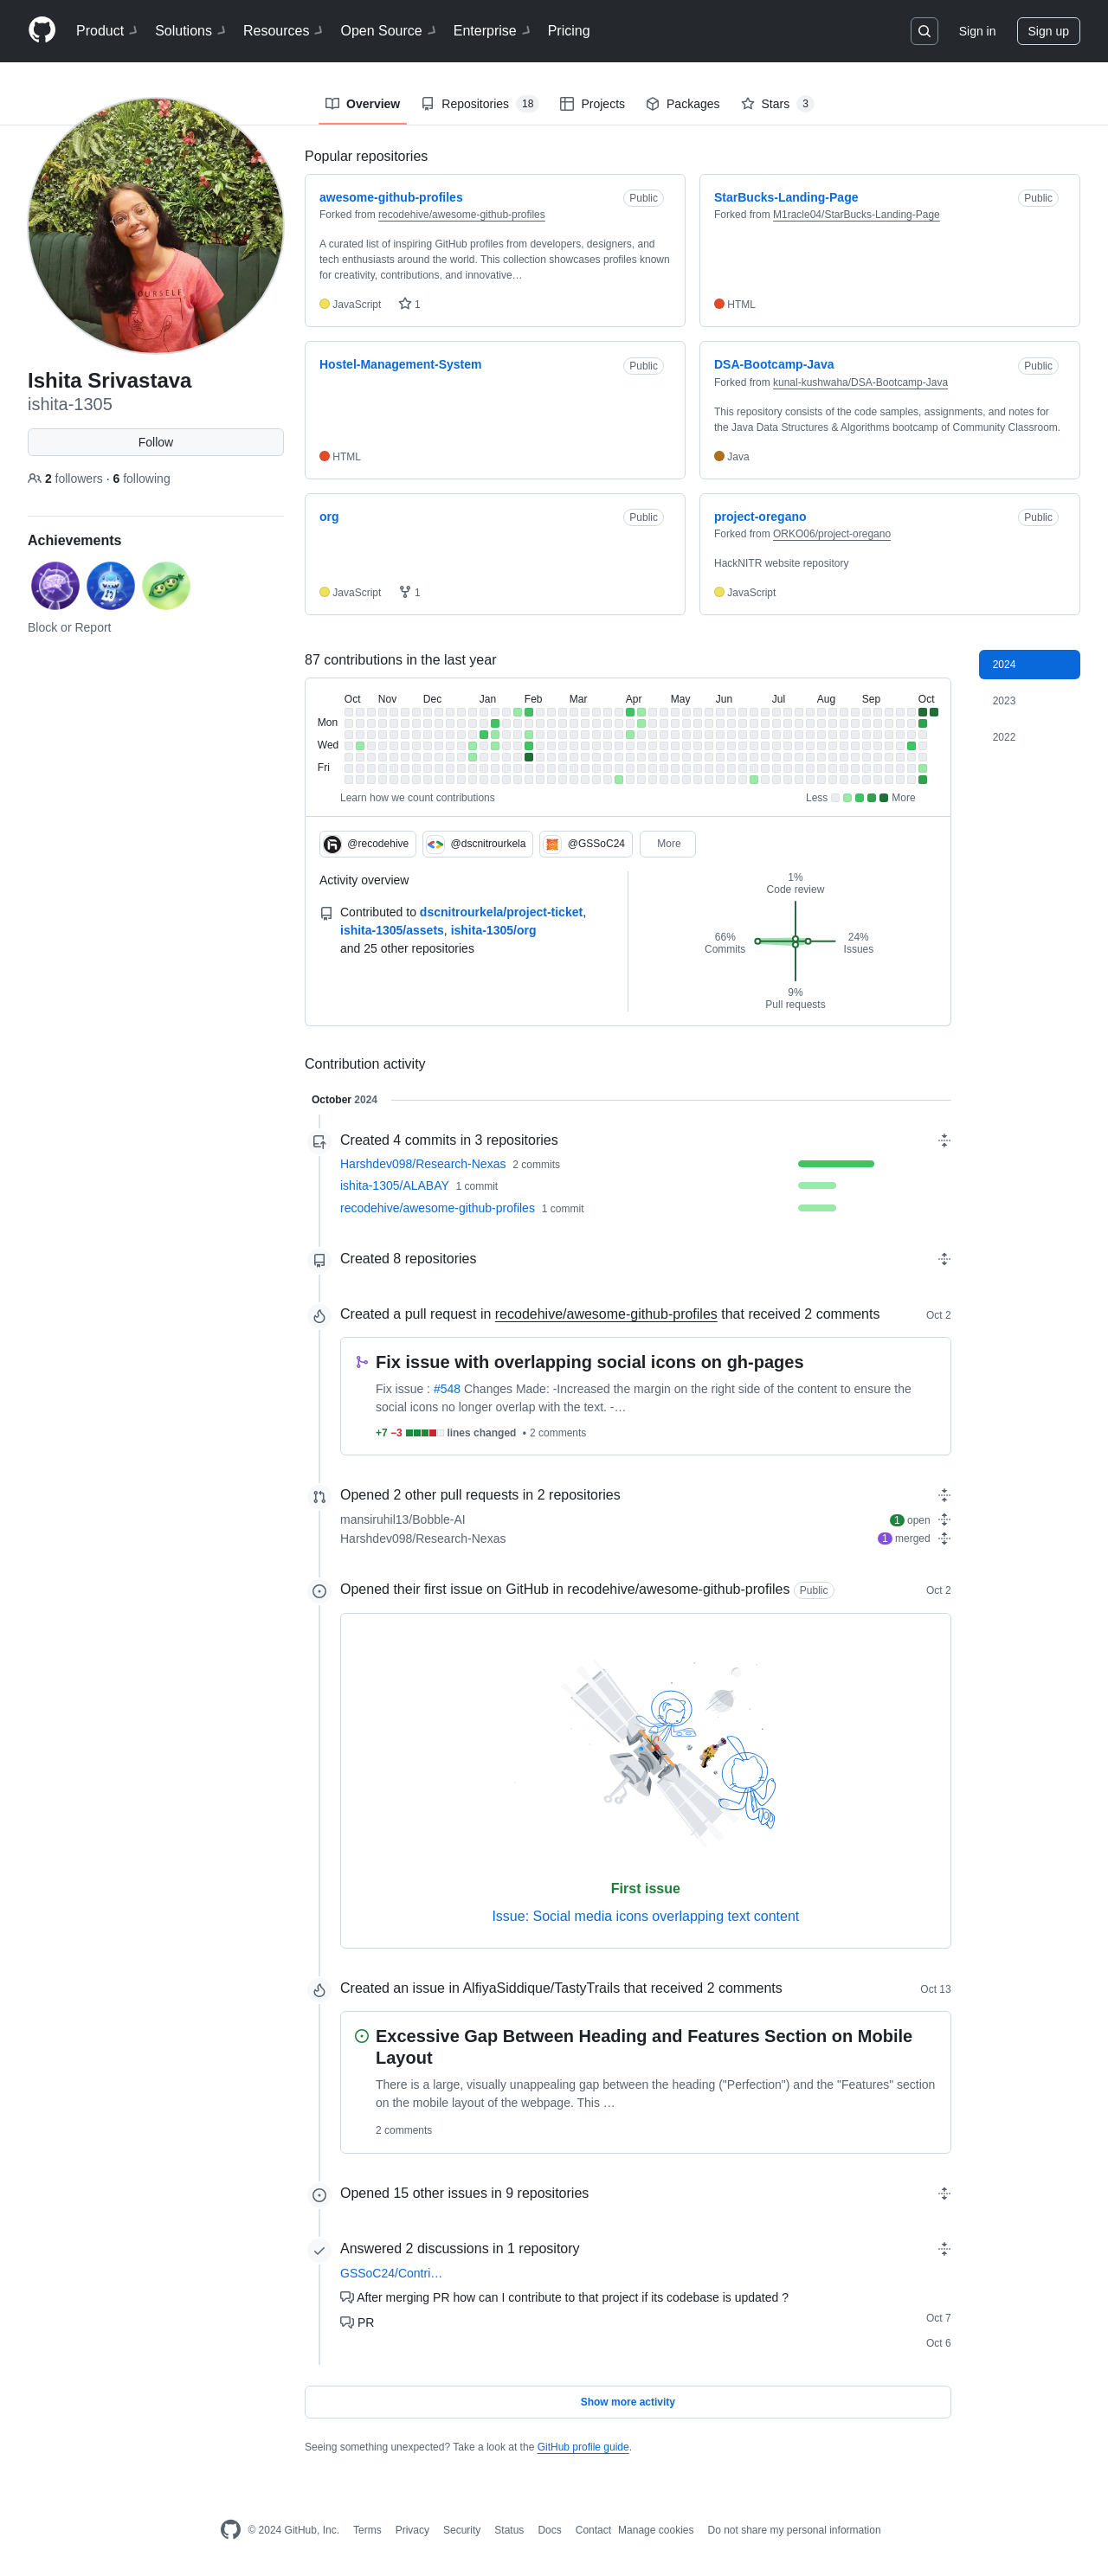 Product Solutions Resources Open Source Enterprise Pricing Sign in Sign up
Overview Repositories 18 Projects Packages Stars 3
Ishita Srivastava
ishita-1305
Follow
2 followers · 6 following
Achievements
Block or Report
Popular repositories
awesome-github-profiles Public
Forked from recodehive/awesome-github-profiles
A curated list of inspiring GitHub profiles from developers, designers, and
tech enthusiasts around the world. This collection showcases profiles known
for creativity, contributions, and innovative…
JavaScript 1
StarBucks-Landing-Page Public
Forked from M1racle04/StarBucks-Landing-Page
HTML
Hostel-Management-System Public
HTML
DSA-Bootcamp-Java Public
Forked from kunal-kushwaha/DSA-Bootcamp-Java
This repository consists of the code samples, assignments, and notes for
the Java Data Structures & Algorithms bootcamp of Community Classroom.
Java
org Public
JavaScript 1
project-oregano Public
Forked from ORKO06/project-oregano
HackNITR website repository
JavaScript
87 contributions in the last year
2024
2023
2022
Oct Nov Dec Jan Feb Mar Apr May Jun Jul Aug Sep Oct
Mon
Wed
Fri
Learn how we count contributions Less More
@recodehive @dscnitrourkela @GSSoC24 More
Activity overview
Contributed to dscnitrourkela/project-ticket,
ishita-1305/assets, ishita-1305/org
and 25 other repositories
1%
Code review
66%
Commits
24%
Issues
9%
Pull requests
Contribution activity
October 2024
Created 4 commits in 3 repositories
Harshdev098/Research-Nexas 2 commits
ishita-1305/ALABAY 1 commit
recodehive/awesome-github-profiles 1 commit
Created 8 repositories
Created a pull request in recodehive/awesome-github-profiles that received 2 comments Oct 2
Fix issue with overlapping social icons on gh-pages
Fix issue : #548 Changes Made: -Increased the margin on the right side of the content to ensure the
social icons no longer overlap with the text. -…
+7 −3 lines changed • 2 comments
Opened 2 other pull requests in 2 repositories
mansiruhil13/Bobble-AI 1 open
Harshdev098/Research-Nexas 1 merged
Opened their first issue on GitHub in recodehive/awesome-github-profiles Public Oct 2
First issue
Issue: Social media icons overlapping text content
Created an issue in AlfiyaSiddique/TastyTrails that received 2 comments Oct 13
Excessive Gap Between Heading and Features Section on Mobile
Layout
There is a large, visually unappealing gap between the heading ("Perfection") and the "Features" section
on the mobile layout of the webpage. This …
2 comments
Opened 15 other issues in 9 repositories
Answered 2 discussions in 1 repository
GSSoC24/Contri…
After merging PR how can I contribute to that project if its codebase is updated ?
Oct 7
PR
Oct 6
Show more activity
Seeing something unexpected? Take a look at the GitHub profile guide.
© 2024 GitHub, Inc. Terms Privacy Security Status Docs Contact Manage cookies Do not share my personal information